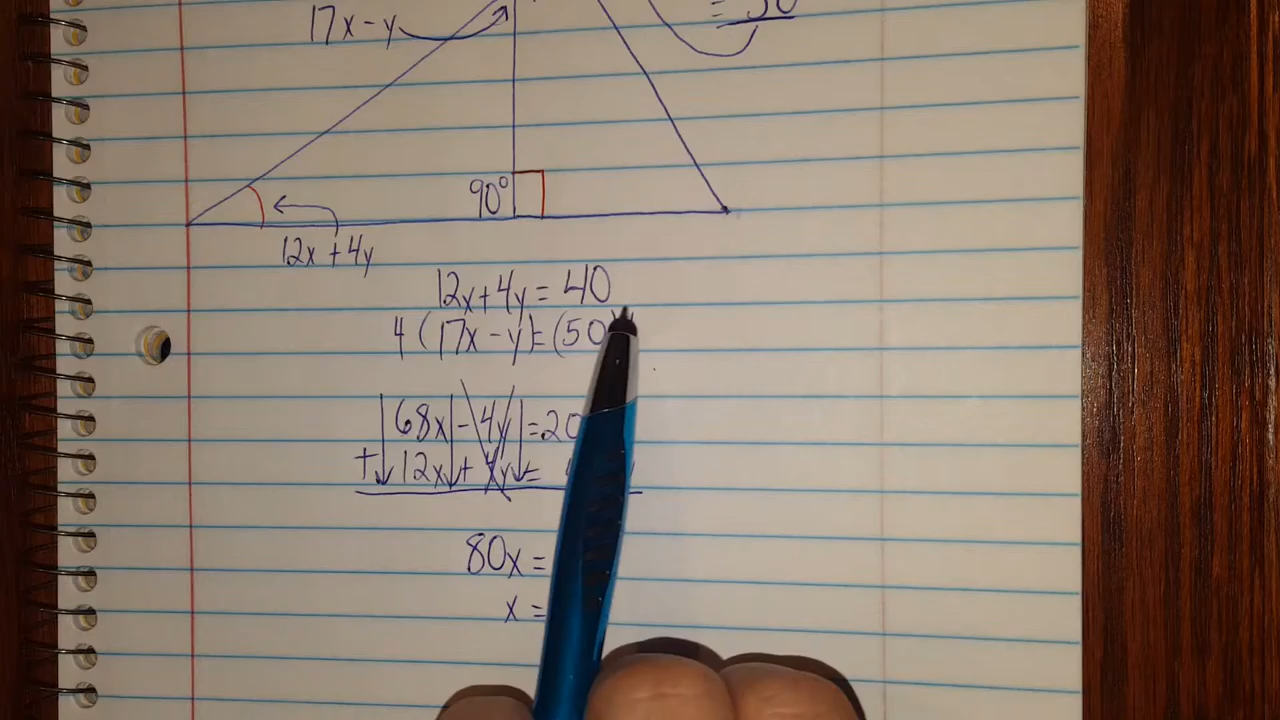 17x-y
= 50
90°
12x+4y
12x+4y=40
4(17x-y)=(50)
68x-4y=20
+12x+4y=
80x=
x=